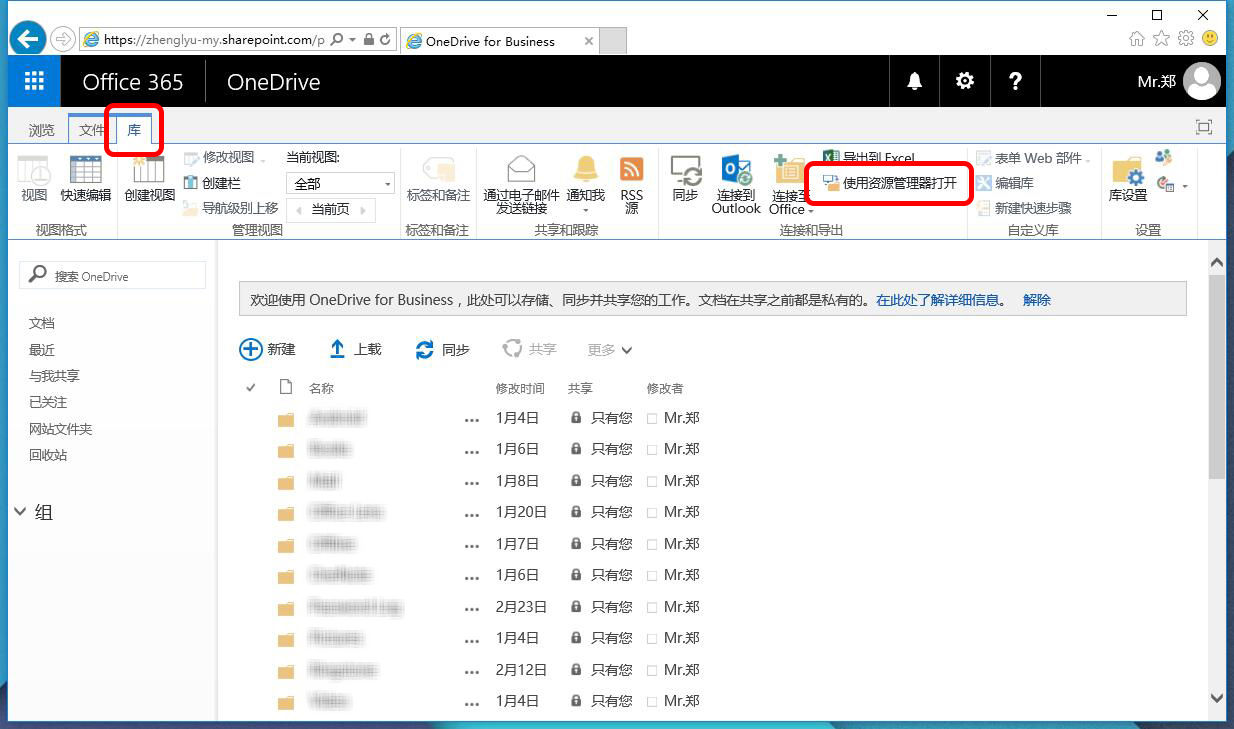 https://zhenglyu-my.sharepoint.com/p
OneDrive for Business
Office 365
OneDrive
?
Mr.郑
浏览
文件
库
视图
快速编辑
视图格式
创建视图
修改视图
创建栏
导航级别上移
当前视图:
全部
当前页
管理视图
标签和备注
标签和备注
通过电子邮件
发送链接
通知我
RSS
源
共享和跟踪
同步
连接到
Outlook
连接至
Office
导出到 Excel
使用资源管理器打开
连接和导出
表单 Web 部件
编辑库
新建快速步骤
自定义库
库设置
设置
搜索 OneDrive
文档
最近
与我共享
已关注
网站文件夹
回收站
组
欢迎使用 OneDrive for Business，此处可以存储、同步并共享您的工作。文档在共享之前都是私有的。在此处了解详细信息。 解除
新建 上载 同步 共享 更多
名称 修改时间 共享 修改者
... 1月4日 只有您 Mr.郑
... 1月6日 只有您 Mr.郑
... 1月8日 只有您 Mr.郑
... 1月20日 只有您 Mr.郑
... 1月7日 只有您 Mr.郑
... 1月6日 只有您 Mr.郑
... 2月23日 只有您 Mr.郑
... 1月4日 只有您 Mr.郑
... 2月12日 只有您 Mr.郑
... 1月4日 只有您 Mr.郑